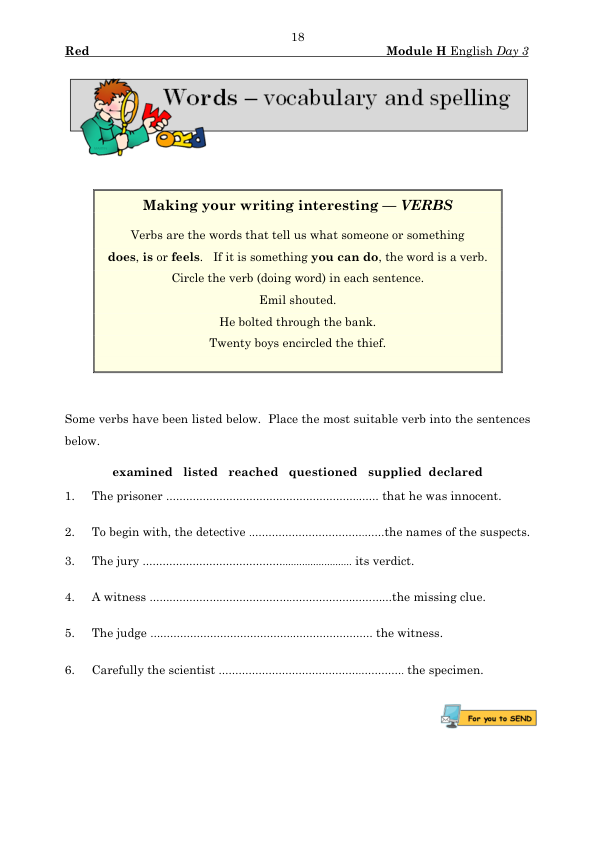 18
Red Module H English Day 3
Words – vocabulary and spelling
WORD
Making your writing interesting — VERBS
Verbs are the words that tell us what someone or something
does, is or feels. If it is something you can do, the word is a verb.
Circle the verb (doing word) in each sentence.
Emil shouted.
He bolted through the bank.
Twenty boys encircled the thief.
Some verbs have been listed below. Place the most suitable verb into the sentences
below.
examined listed reached questioned supplied declared
1. The prisoner ................................................................ that he was innocent.
2. To begin with, the detective .........................................the names of the suspects.
3. The jury ................................................................ its verdict.
4. A witness .........................................................................the missing clue.
5. The judge ................................................................... the witness.
6. Carefully the scientist ........................................................ the specimen.
For you to SEND